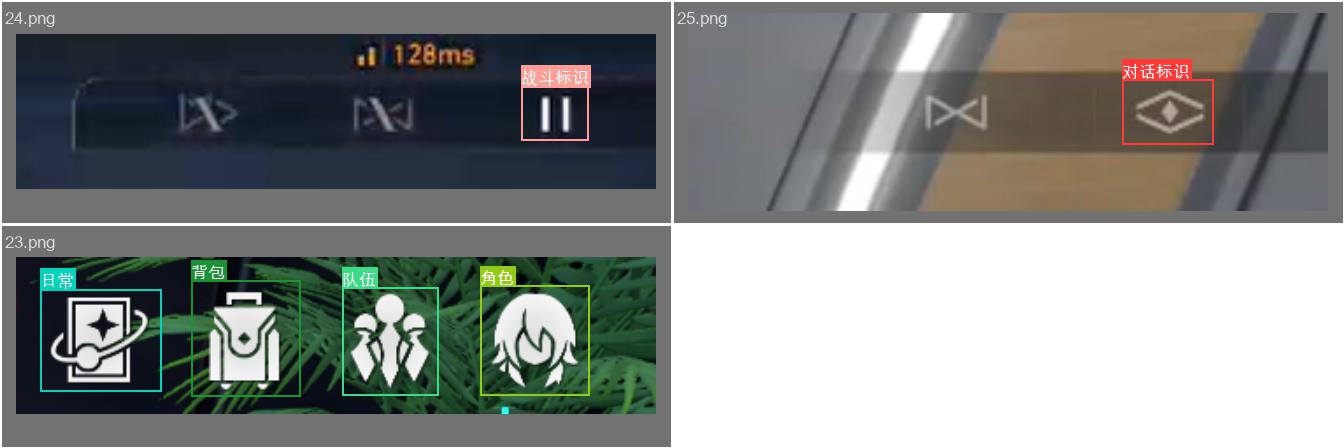 24.png
128ms
战斗标识
25.png
对话标识
23.png
日常
背包
队伍
角色